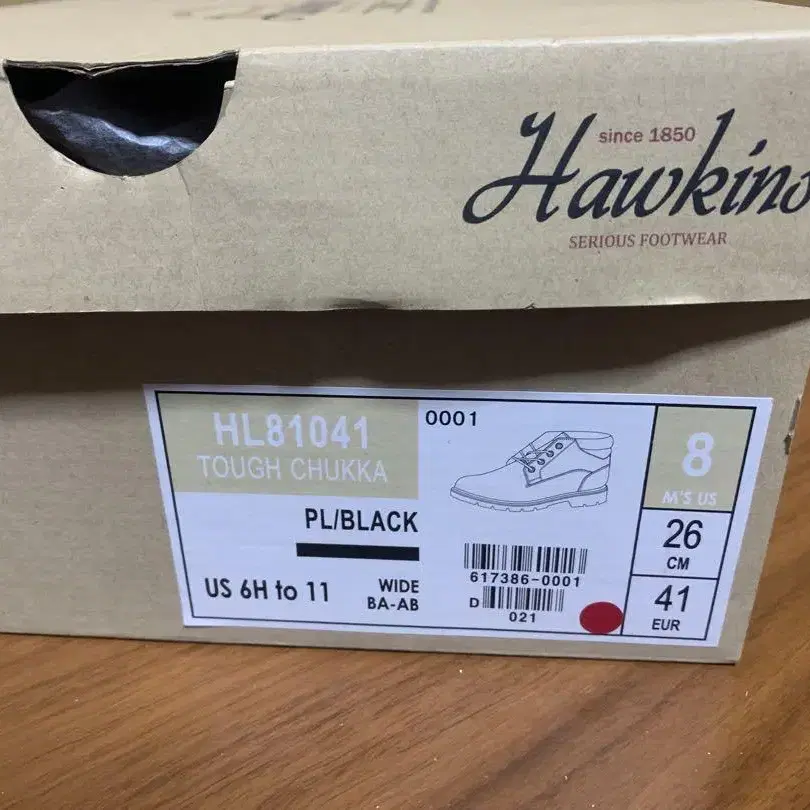 since 1850
Hawkins
SERIOUS FOOTWEAR
HL81041
TOUGH CHUKKA
PL/BLACK
US 6H to 11
WIDE
BA-AB
0001
617386-0001
D
021
8
M'S US
26
CM
41
EUR